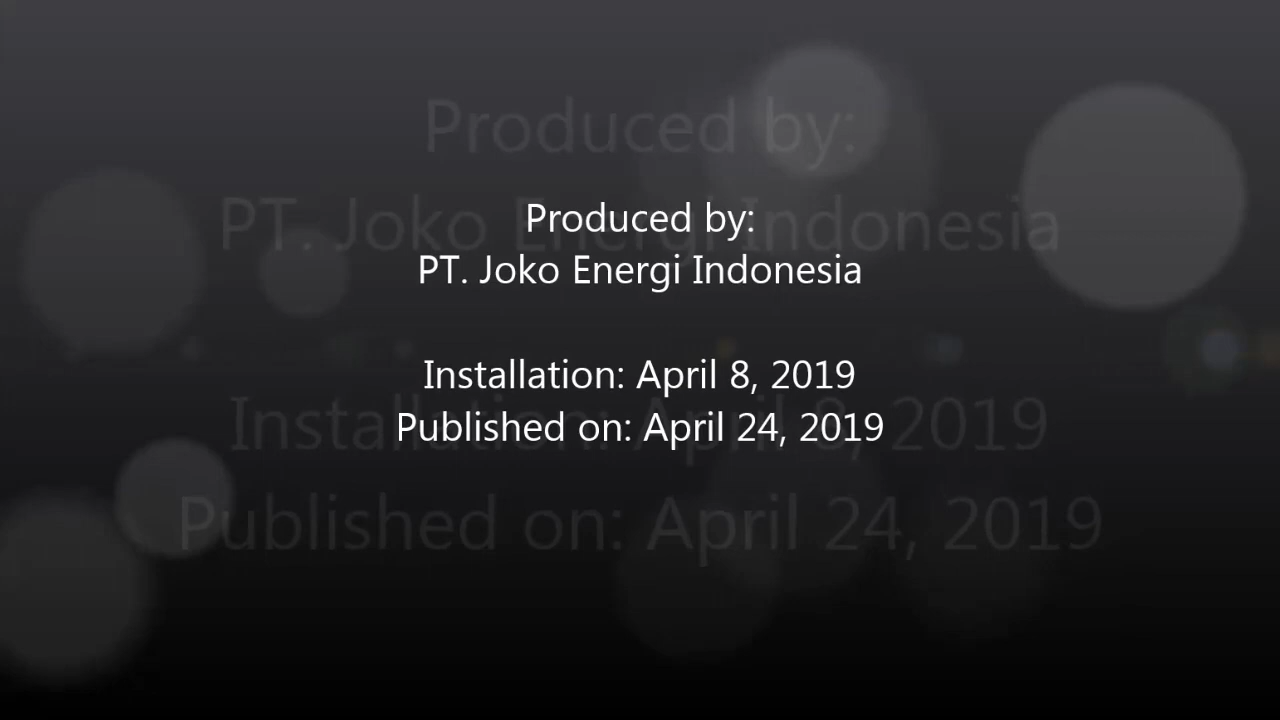 Produced by:
PT. Joko Energi Indonesia
Installation: April 8, 2019
Published on: April 24, 2019